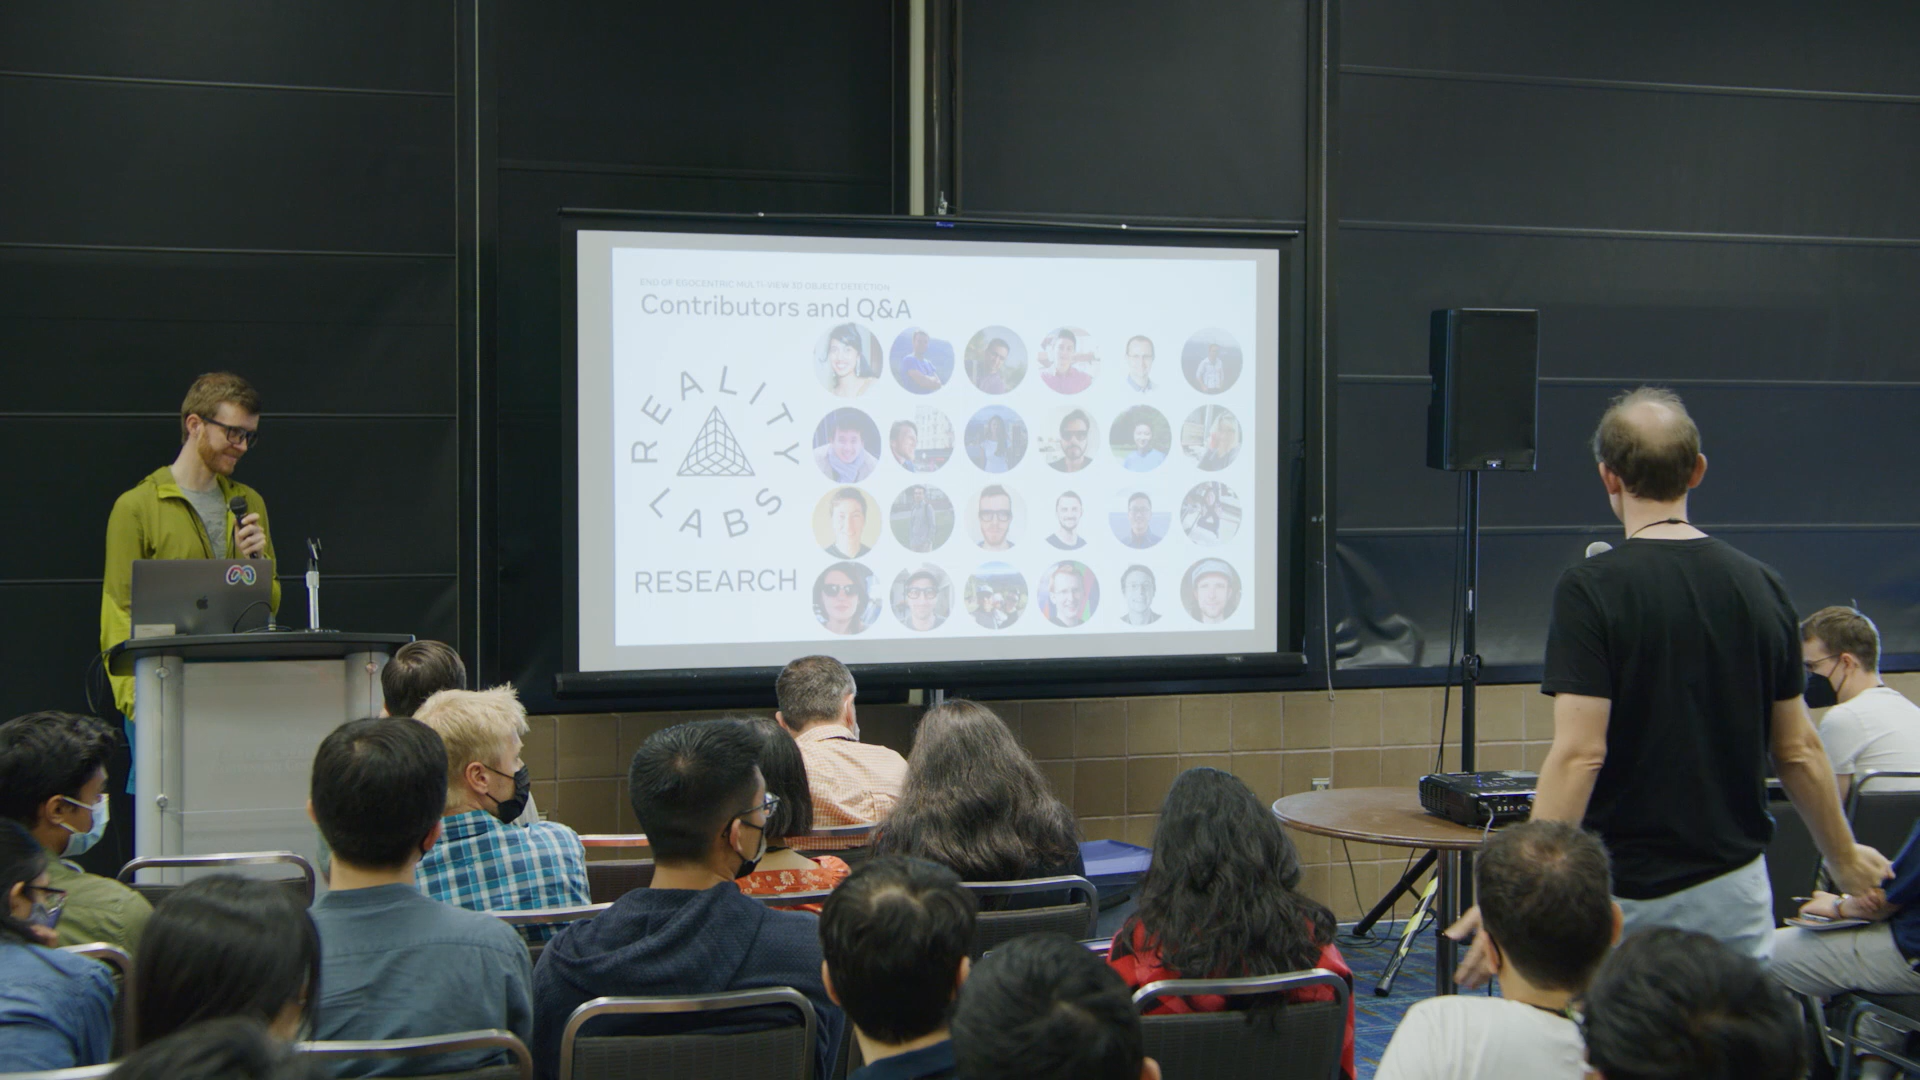 END OF EGOCENTRIC MULTI-VIEW 3D OBJECT DETECTION
Contributors and Q&A
REALITY
LABS
RESEARCH